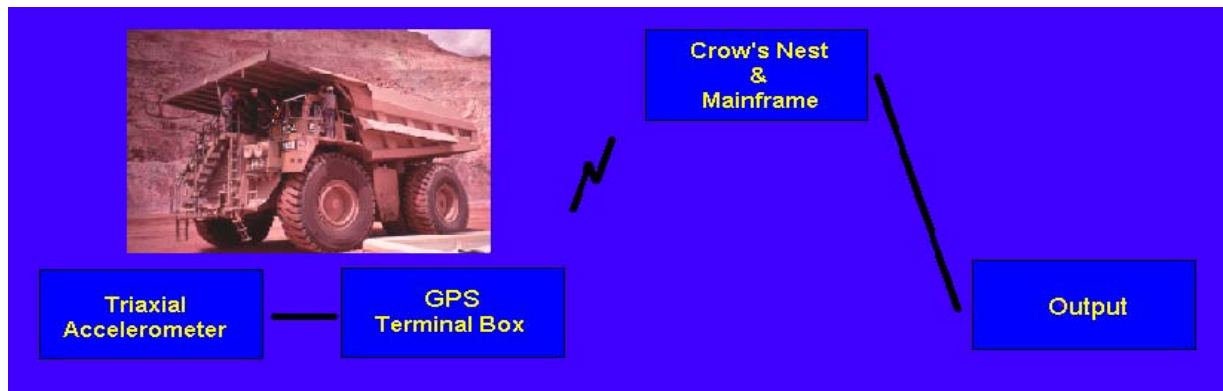 Crow's Nest
&
Mainframe
Triaxial
Accelerometer
GPS
Terminal Box
Output